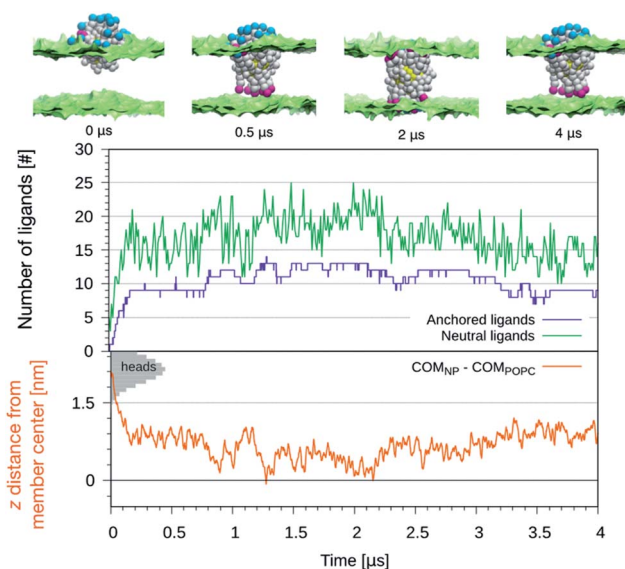 0 µs
0.5 µs
2 µs
4 µs
Number of ligands [#]
30
25
20
15
10
5
0
Anchored ligands
Neutral ligands
z distance from
member center [nm]
heads
COM_NP - COM_POPC
1.5
0
0 0.5 1 1.5 2 2.5 3 3.5 4
Time [µs]